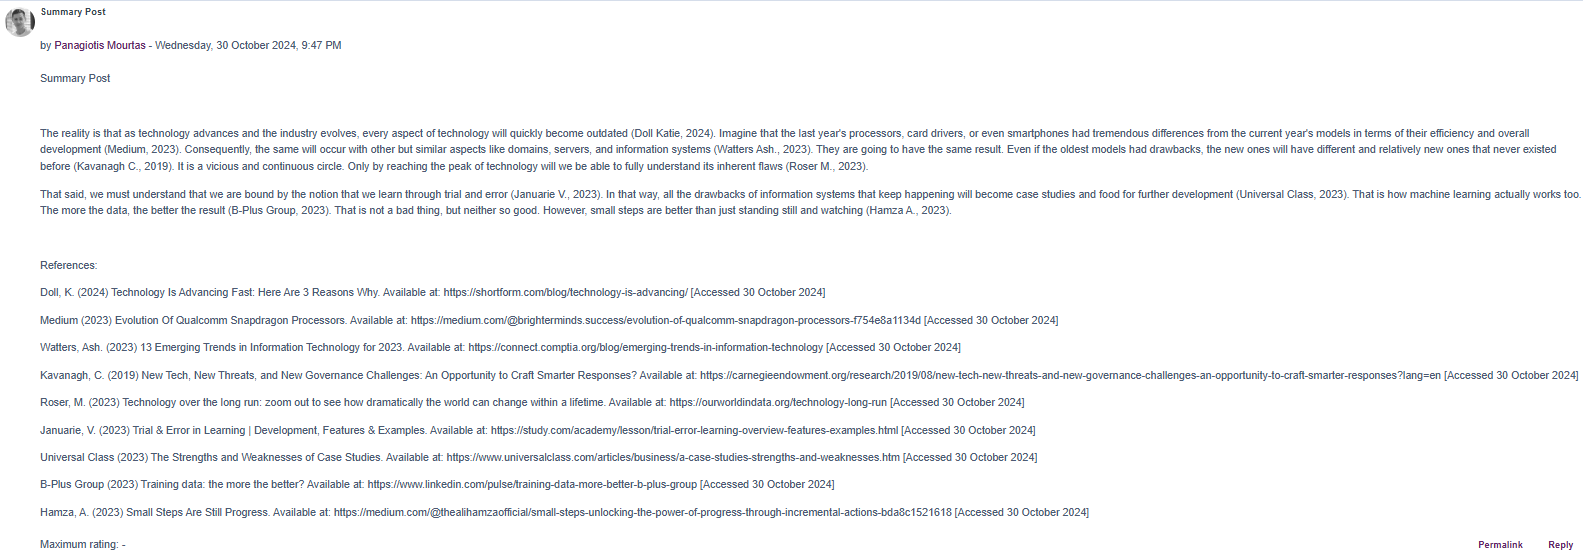 Summary Post
by Panagiotis Mourtas - Wednesday, 30 October 2024, 9:47 PM
Summary Post
The reality is that as technology advances and the industry evolves, every aspect of technology will quickly become outdated (Doll Katie, 2024). Imagine that the last year's processors, card drivers, or even smartphones had tremendous differences from the current year's models in terms of their efficiency and overall
development (Medium, 2023). Consequently, the same will occur with other but similar aspects like domains, servers, and information systems (Watters Ash., 2023). They are going to have the same result. Even if the oldest models had drawbacks, the new ones will have different and relatively new ones that never existed
before (Kavanagh C., 2019). It is a vicious and continuous circle. Only by reaching the peak of technology will we be able to fully understand its inherent flaws (Roser M., 2023).
That said, we must understand that we are bound by the notion that we learn through trial and error (Januarie V., 2023). In that way, all the drawbacks of information systems that keep happening will become case studies and food for further development (Universal Class, 2023). That is how machine learning actually works too.
The more the data, the better the result (B-Plus Group, 2023). That is not a bad thing, but neither so good. However, small steps are better than just standing still and watching (Hamza A., 2023).
References:
Doll, K. (2024) Technology Is Advancing Fast: Here Are 3 Reasons Why. Available at: https://shortform.com/blog/technology-is-advancing/ [Accessed 30 October 2024]
Medium (2023) Evolution Of Qualcomm Snapdragon Processors. Available at: https://medium.com/@brighterminds.success/evolution-of-qualcomm-snapdragon-processors-f754e8a1134d [Accessed 30 October 2024]
Watters, Ash. (2023) 13 Emerging Trends in Information Technology for 2023. Available at: https://connect.comptia.org/blog/emerging-trends-in-information-technology [Accessed 30 October 2024]
Kavanagh, C. (2019) New Tech, New Threats, and New Governance Challenges: An Opportunity to Craft Smarter Responses? Available at: https://carnegieendowment.org/research/2019/08/new-tech-new-threats-and-new-governance-challenges-an-opportunity-to-craft-smarter-responses?lang=en [Accessed 30 October 2024]
Roser, M. (2023) Technology over the long run: zoom out to see how dramatically the world can change within a lifetime. Available at: https://ourworldindata.org/technology-long-run [Accessed 30 October 2024]
Januarie, V. (2023) Trial & Error in Learning | Development, Features & Examples. Available at: https://study.com/academy/lesson/trial-error-learning-overview-features-examples.html [Accessed 30 October 2024]
Universal Class (2023) The Strengths and Weaknesses of Case Studies. Available at: https://www.universalclass.com/articles/business/a-case-studies-strengths-and-weaknesses.htm [Accessed 30 October 2024]
B-Plus Group (2023) Training data: the more the better? Available at: https://www.linkedin.com/pulse/training-data-more-better-b-plus-group [Accessed 30 October 2024]
Hamza, A. (2023) Small Steps Are Still Progress. Available at: https://medium.com/@thealihamzaofficial/small-steps-unlocking-the-power-of-progress-through-incremental-actions-bda8c1521618 [Accessed 30 October 2024]
Maximum rating: -
Permalink Reply